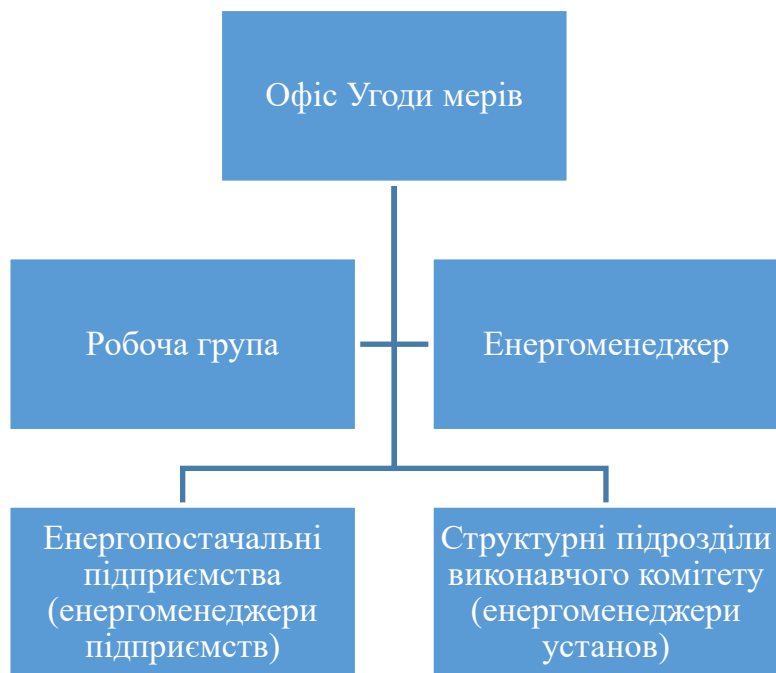 Офіс Угоди мерів
Робоча група
Енергоменеджер
Енергопостачальні
підприємства
(енергоменеджери
підприємств)
Структурні підрозділи
виконавчого комітету
(енергоменеджери
установ)